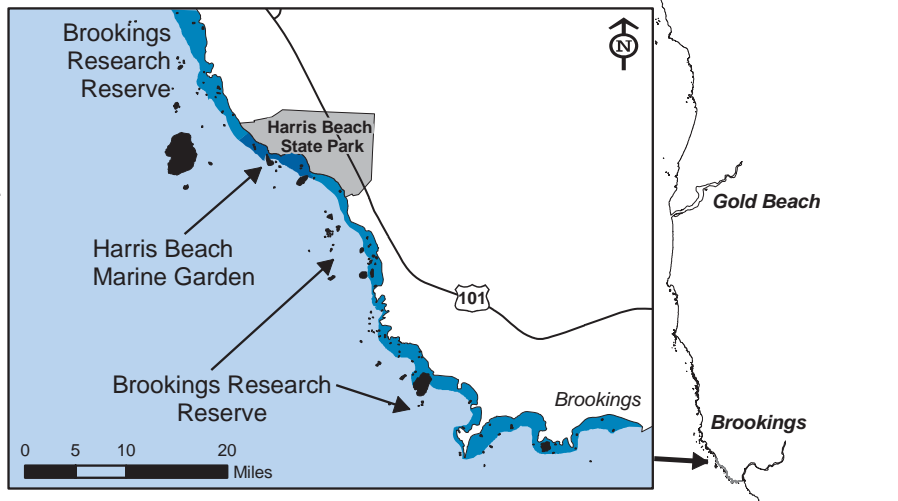 Brookings
Research
Reserve
N
Harris Beach
State Park
Harris Beach
Marine Garden
101
Brookings Research
Reserve
Brookings
0 5 10 20
Miles
Gold Beach
Brookings